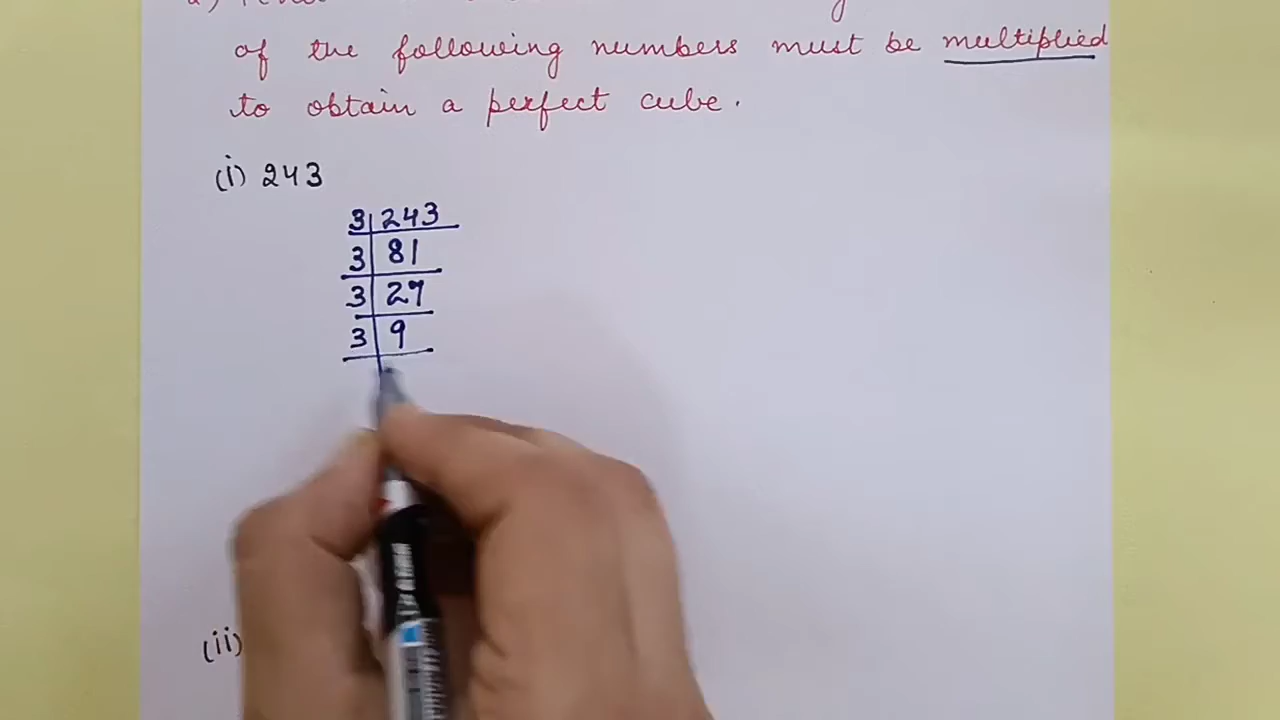 of the following numbers must be multiplied
to obtain a perfect cube.
(i) 243
3 243
3 81
3 27
3 9
(ii)